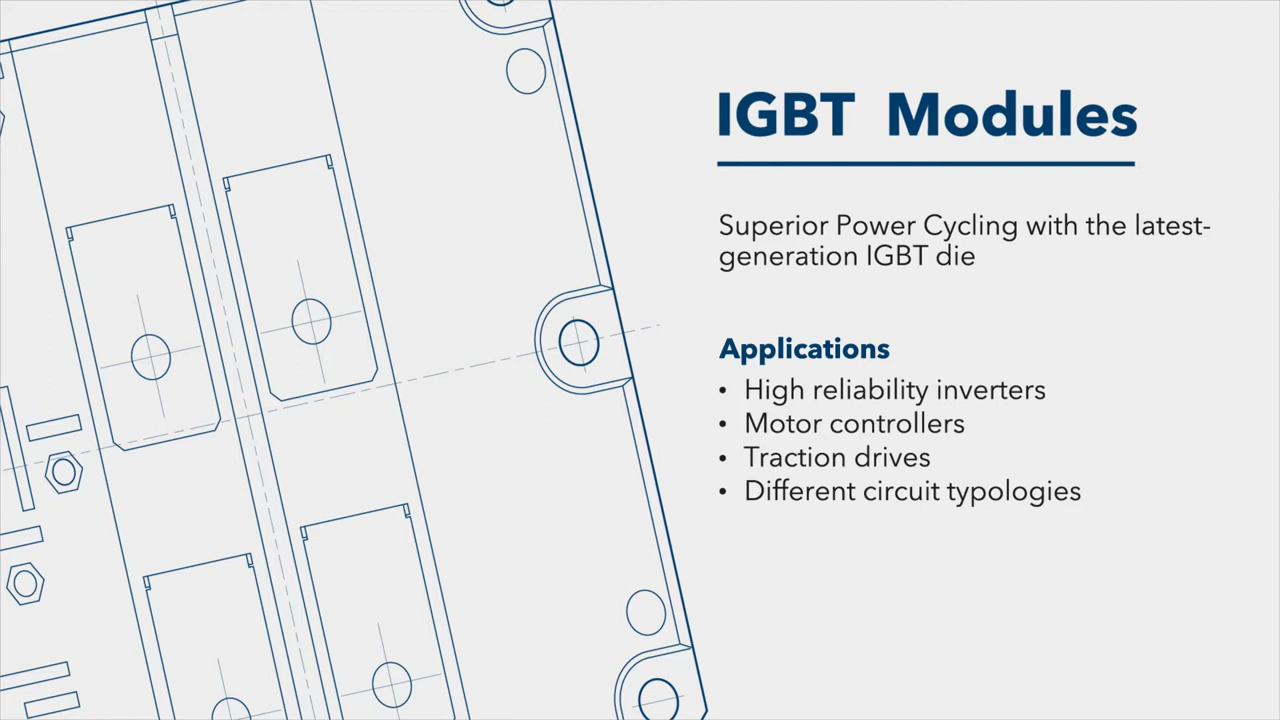 IGBT Modules
Superior Power Cycling with the latest-
generation IGBT die
Applications
• High reliability inverters
• Motor controllers
• Traction drives
• Different circuit typologies